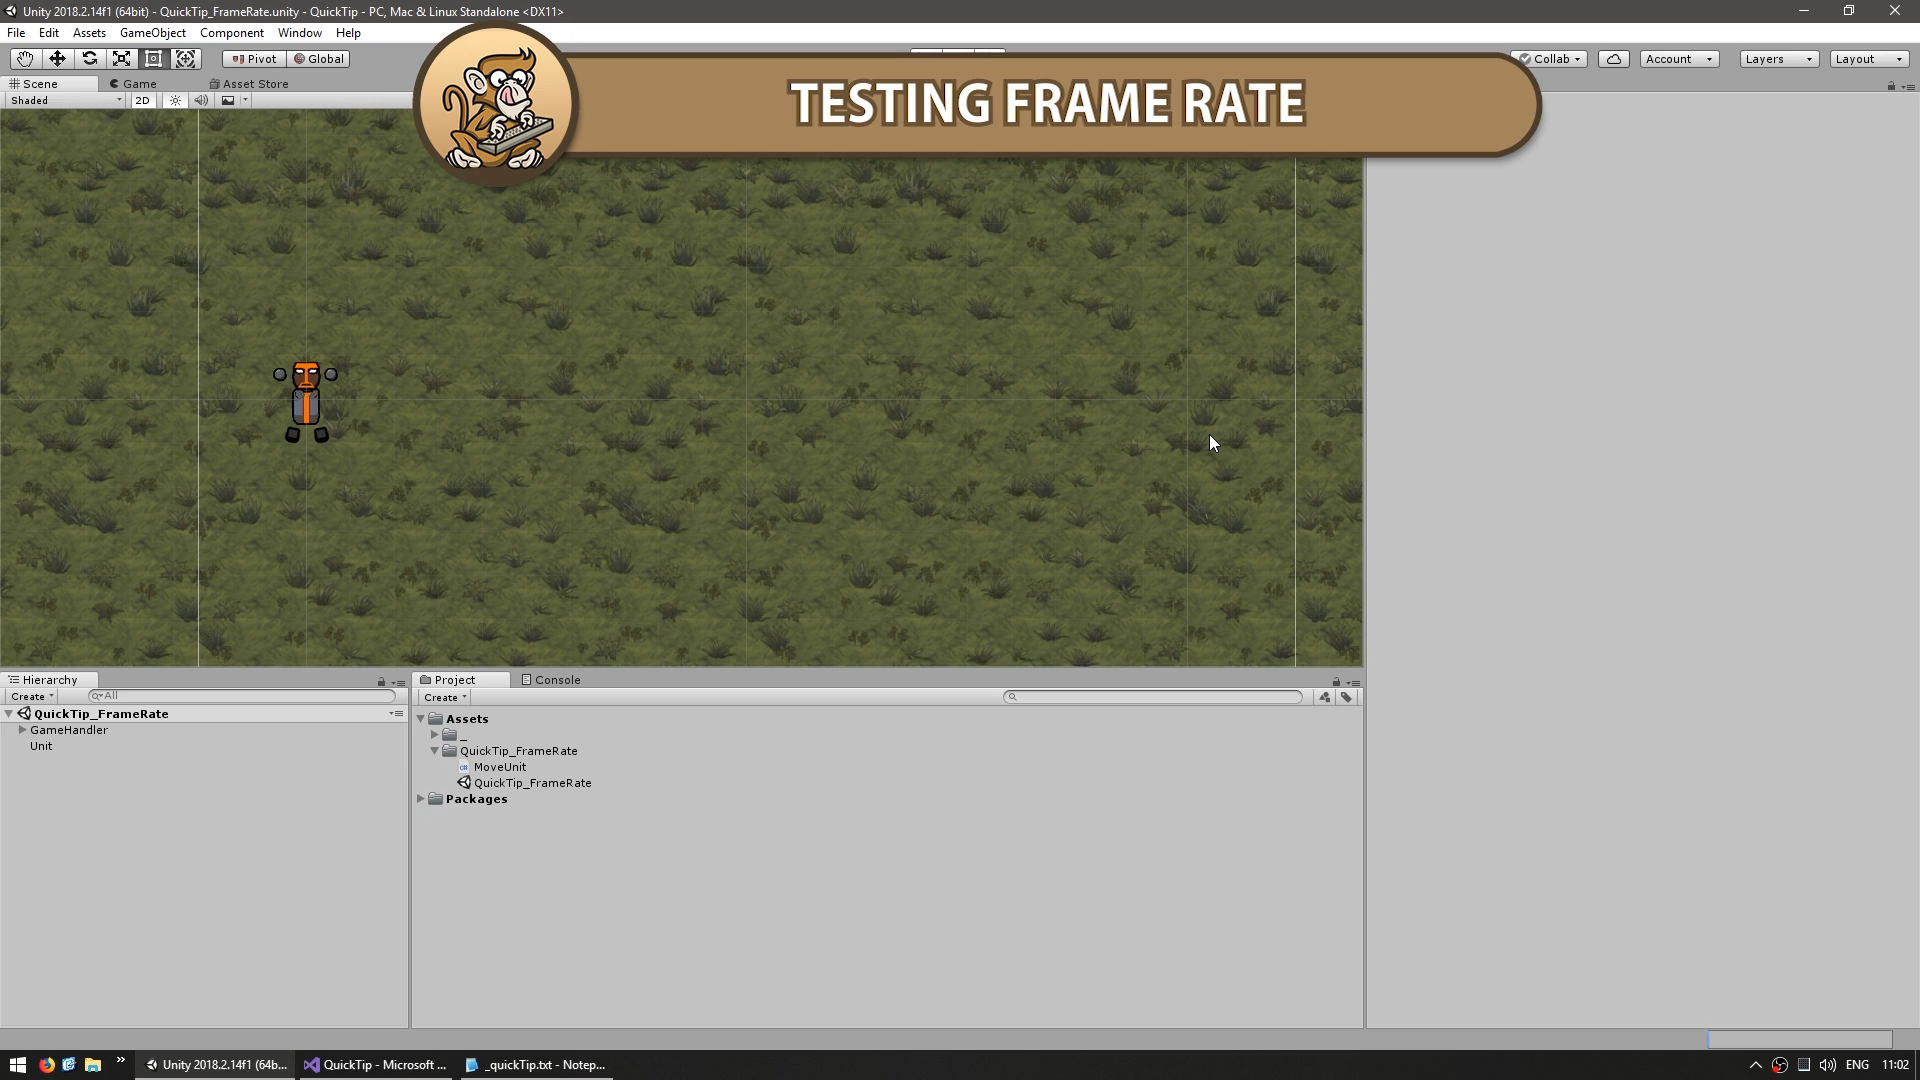 Unity 2018.2.14f1 (64bit) - QuickTip_FrameRate.unity - QuickTip - PC, Mac & Linux Standalone <DX11>
File Edit Assets GameObject Component Window Help
Pivot Global
Collab Account Layers Layout
TESTING FRAME RATE
Scene Game Asset Store
Shaded 2D
Hierarchy
Create All
QuickTip_FrameRate
GameHandler
Unit
Project Console
Create
Assets
_
QuickTip_FrameRate
MoveUnit
QuickTip_FrameRate
Packages
Unity 2018.2.14f1 (64b... QuickTip - Microsoft ... _quickTip.txt - Notep... ENG 11:02